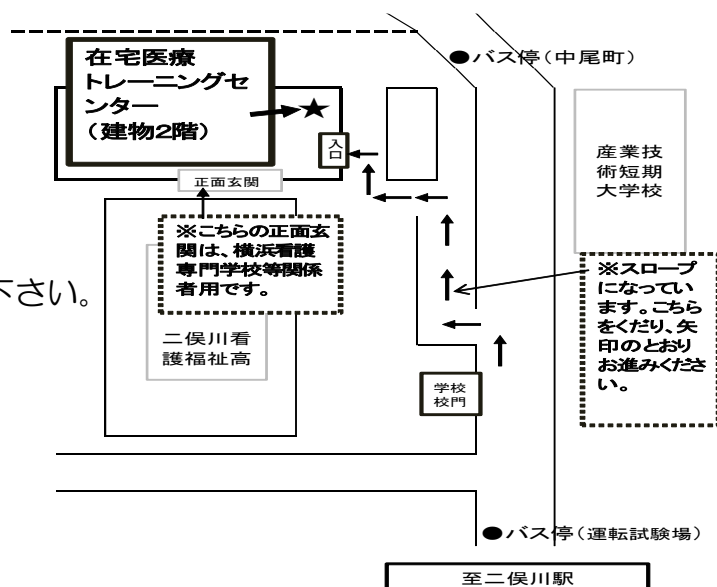 在宅医療
トレーニングセ
ンター
（建物2階）
★
入
口
正面玄関
●バス停（中尾町）
産業技
術短期
大学校
※こちらの正面玄
関は、横浜看護
専門学校等関係
者用です。
※スロープ
になってい
ます。こちら
をくだり、矢
印のとおり
お進みくださ
い。
下さい。
二俣川看
護福祉高
学校
校門
●バス停（運転試験場）
至二俣川駅